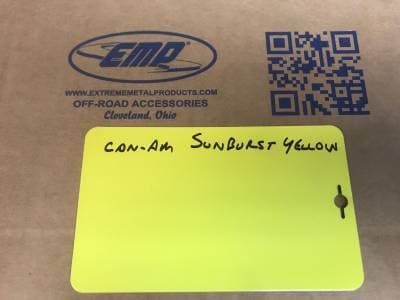 EMP
WWW.EXTREMEMETALPRODUCTS.COM
OFF-ROAD ACCESSORIES
Cleveland, Ohio
CAN-AM SUNBURST YELLOW